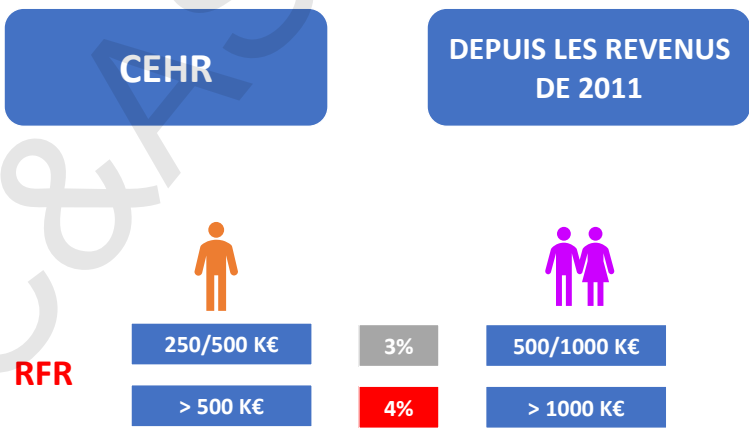 CEHR
DEPUIS LES REVENUS
DE 2011
250/500 K€
3%
500/1000 K€
RFR
> 500 K€
4%
> 1000 K€